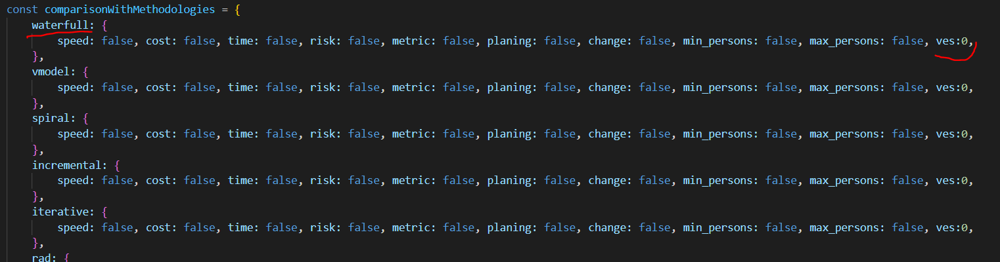 const comparisonWithMethodologies = {
waterfull: {
speed: false, cost: false, time: false, risk: false, metric: false, planing: false, change: false, min_persons: false, max_persons: false, ves:0,
},
vmodel: {
speed: false, cost: false, time: false, risk: false, metric: false, planing: false, change: false, min_persons: false, max_persons: false, ves:0,
},
spiral: {
speed: false, cost: false, time: false, risk: false, metric: false, planing: false, change: false, min_persons: false, max_persons: false, ves:0,
},
incremental: {
speed: false, cost: false, time: false, risk: false, metric: false, planing: false, change: false, min_persons: false, max_persons: false, ves:0,
},
iterative: {
speed: false, cost: false, time: false, risk: false, metric: false, planing: false, change: false, min_persons: false, max_persons: false, ves:0,
},
rad: {